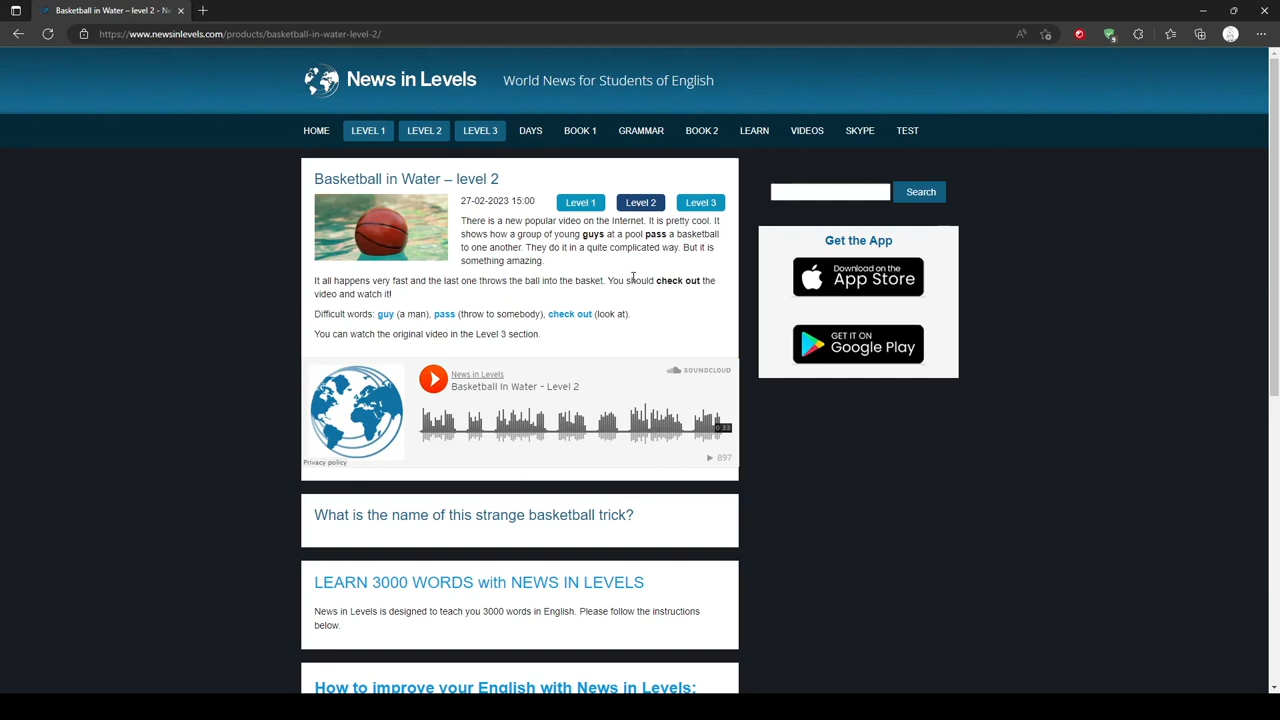 Basketball in Water – level 2 - Ne
https://www.newsinlevels.com/products/basketball-in-water-level-2/
News in Levels
World News for Students of English
HOME LEVEL 1 LEVEL 2 LEVEL 3 DAYS BOOK 1 GRAMMAR BOOK 2 LEARN VIDEOS SKYPE TEST
Basketball in Water – level 2
27-02-2023 15:00
Level 1 Level 2 Level 3
There is a new popular video on the Internet. It is pretty cool. It
shows how a group of young guys at a pool pass a basketball
to one another. They do it in a quite complicated way. But it is
something amazing.
It all happens very fast and the last one throws the ball into the basket. You should check out the
video and watch it!
Difficult words: guy (a man), pass (throw to somebody), check out (look at).
You can watch the original video in the Level 3 section.
News in Levels
Basketball In Water - Level 2
SOUNDCLOUD
0:33
897
Privacy policy
What is the name of this strange basketball trick?
LEARN 3000 WORDS with NEWS IN LEVELS
News in Levels is designed to teach you 3000 words in English. Please follow the instructions
below.
How to improve your English with News in Levels:
Search
Get the App
Download on the
App Store
GET IT ON
Google Play